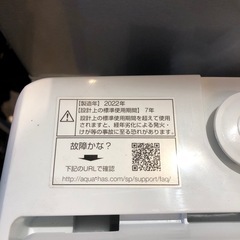 【製造年】2022年
【設計上の標準使用期間】7年
設計上の標準使用期間を超えて使用
されますと、経年劣化による発火・
けが等の事故に至る恐れがあります。
故障かな?
下記のURLで確認
http://aqua-has.com/sp/support/faq/